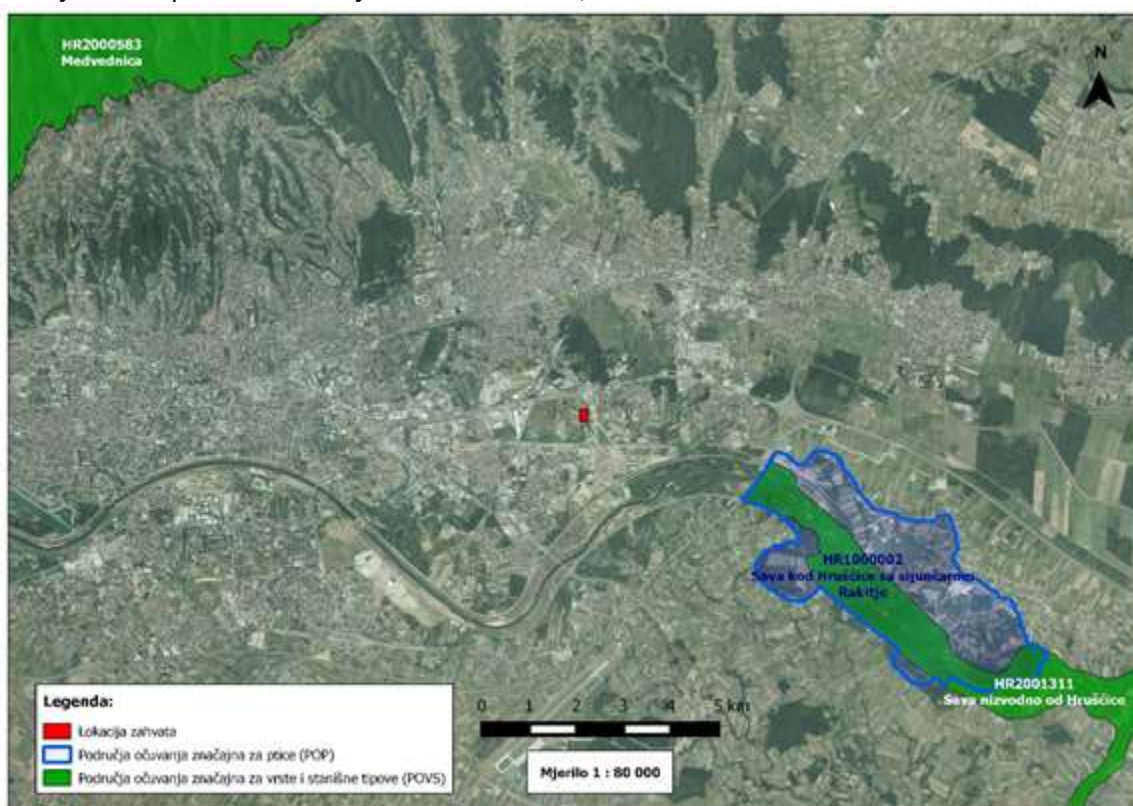 HR2000583
Medvednica
N
HR1000002
Sava kod Hrušćice sa šljunčarom
Rakitje
HR2001311
Sava nizvodno od Hrušćice
Legenda:
Lokacija zahvata
Područja očuvanja značajna za ptice (POP)
Područja očuvanja značajna za vrste i stanišne tipove (POVS)
0 1 2 3 4 5 km
Mjerilo 1 : 80 000